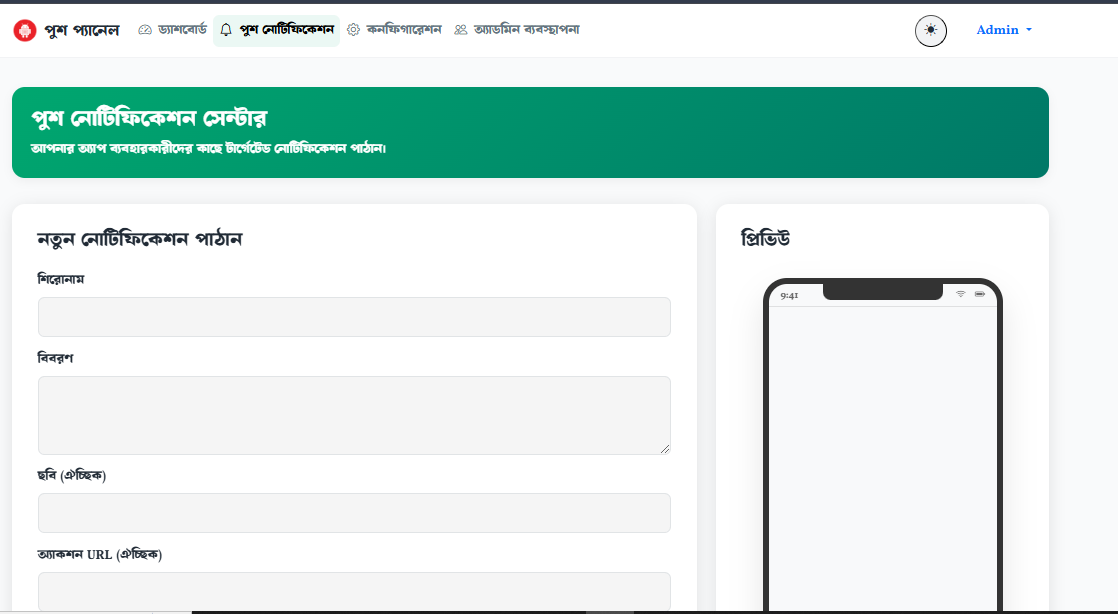 পুশ প্যানেল ড্যাশবোর্ড পুশ নোটিফিকেশন কনফিগারেশন অ্যাডমিন ব্যবস্থাপনা Admin
পুশ নোটিফিকেশন সেন্টার
আপনার অ্যাপ ব্যবহারকারীদের কাছে টার্গেটেড নোটিফিকেশন পাঠান।
নতুন নোটিফিকেশন পাঠান
শিরোনাম
বিবরণ
ছবি (ঐচ্ছিক)
অ্যাকশন URL (ঐচ্ছিক)
প্রিভিউ
9:41